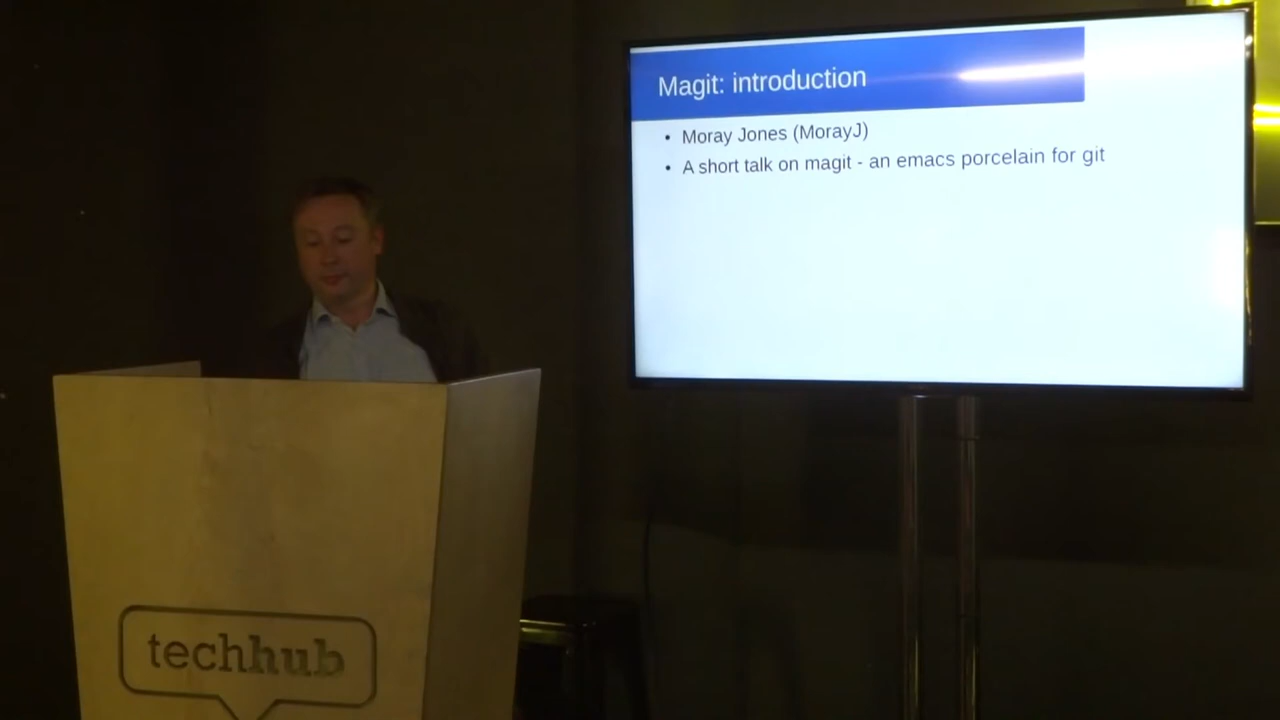 Magit: introduction
• Moray Jones (MorayJ)
• A short talk on magit - an emacs porcelain for git
techhub